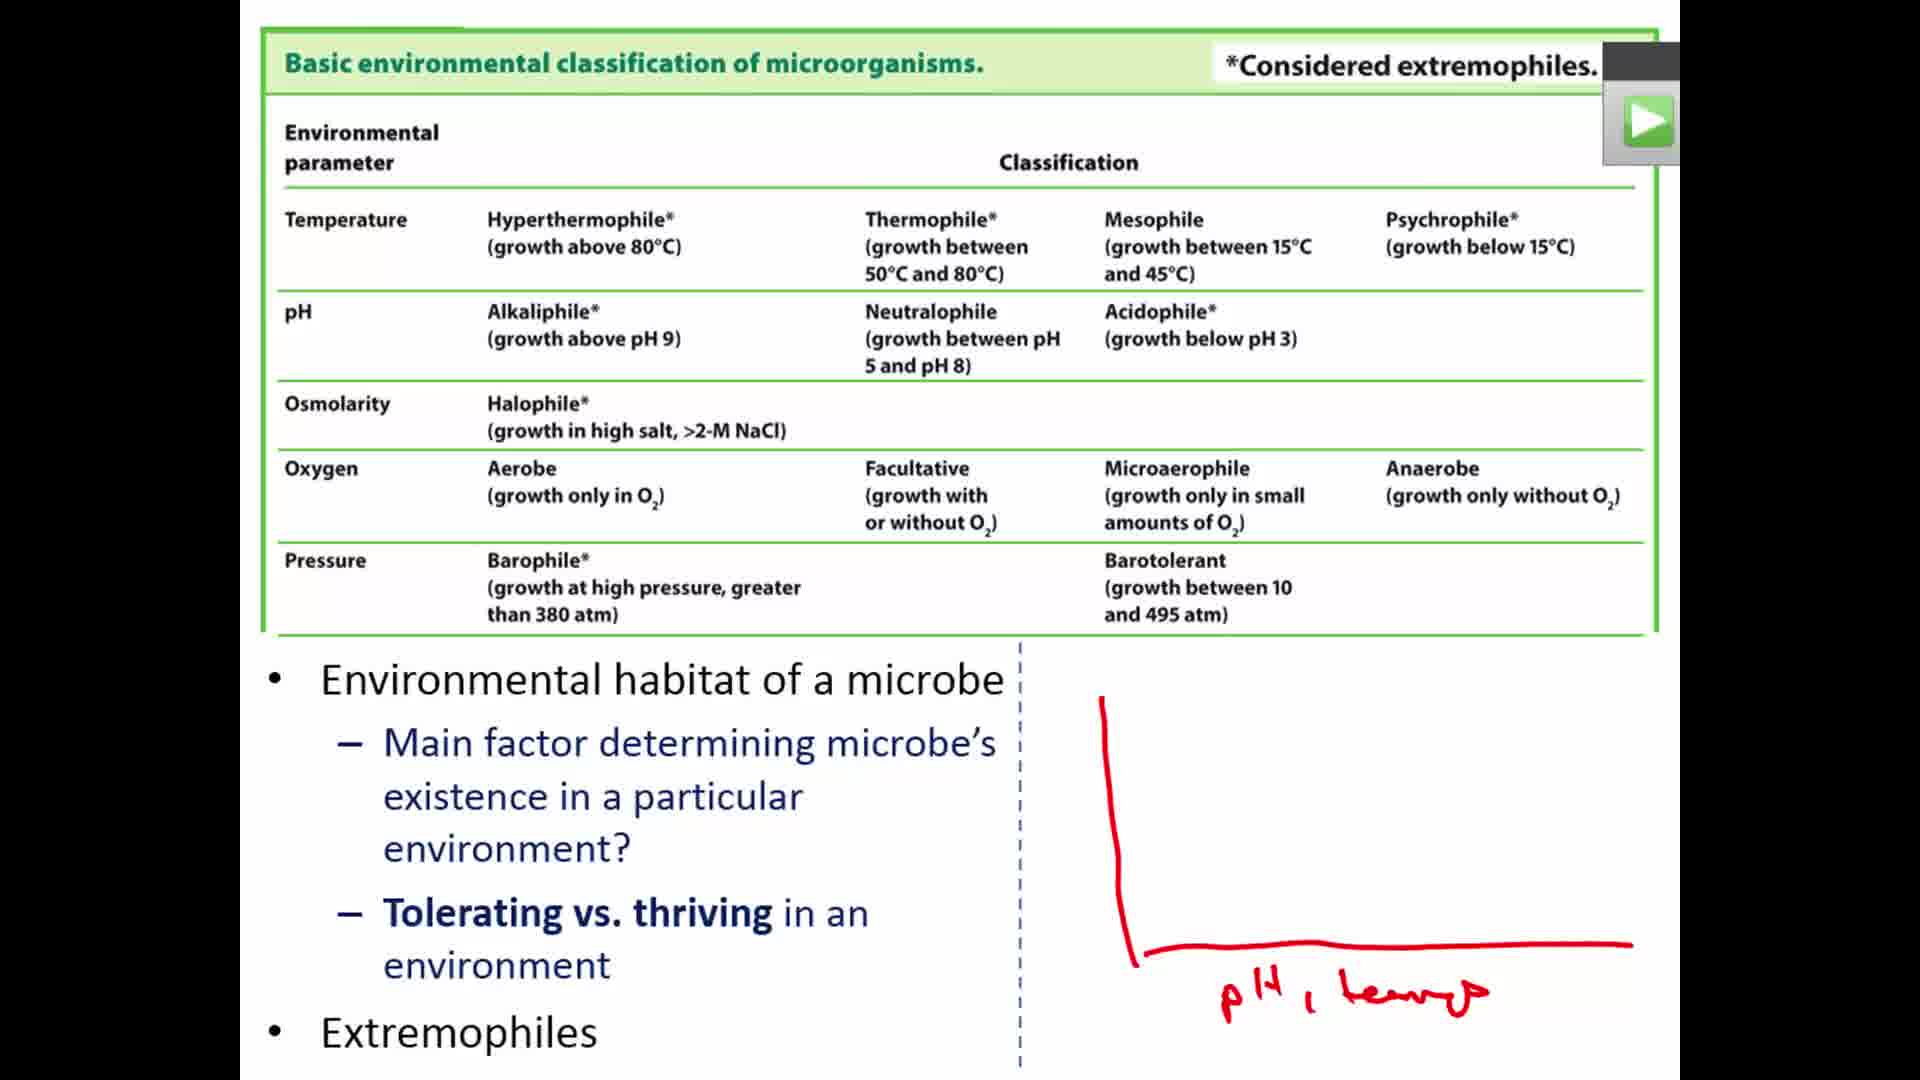 Basic environmental classification of microorganisms.
*Considered extremophiles.
Environmental
parameter
Classification
Temperature
Hyperthermophile*
(growth above 80°C)
Thermophile*
(growth between
50°C and 80°C)
Mesophile
(growth between 15°C
and 45°C)
Psychrophile*
(growth below 15°C)
pH
Alkaliphile*
(growth above pH 9)
Neutralophile
(growth between pH
5 and pH 8)
Acidophile*
(growth below pH 3)
Osmolarity
Halophile*
(growth in high salt, >2-M NaCl)
Oxygen
Aerobe
(growth only in O₂)
Facultative
(growth with
or without O₂)
Microaerophile
(growth only in small
amounts of O₂)
Anaerobe
(growth only without O₂)
Pressure
Barophile*
(growth at high pressure, greater
than 380 atm)
Barotolerant
(growth between 10
and 495 atm)
• Environmental habitat of a microbe
– Main factor determining microbe's
existence in a particular
environment?
– Tolerating vs. thriving in an
environment
• Extremophiles
pH, temp